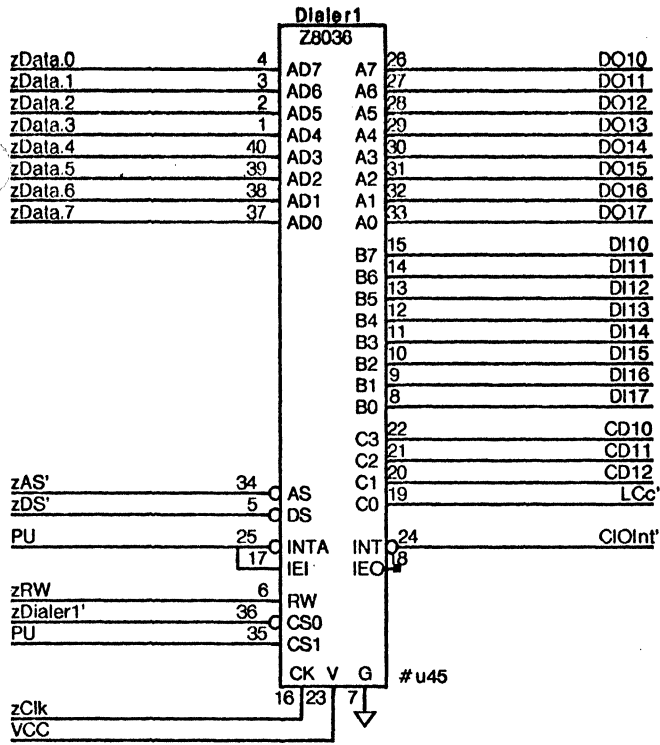 Dialer1
Z8036
zData.0 4 AD7 A7 26 DO10
zData.1 3 AD6 A6 27 DO11
zData.2 2 AD5 A5 28 DO12
zData.3 1 AD4 A4 29 DO13
zData.4 40 AD3 A3 30 DO14
zData.5 39 AD2 A2 31 DO15
zData.6 38 AD1 A1 32 DO16
zData.7 37 AD0 A0 33 DO17
B7 15 DI10
B6 14 DI11
B5 13 DI12
B4 12 DI13
B3 11 DI14
B2 10 DI15
B1 9 DI16
B0 8 DI17
C3 22 CD10
C2 21 CD11
C1 20 CD12
C0 19 LCc'
zAS' 34 AS
zDS' 5 DS
PU 25 INTA INT 24 CIOInt'
17 IEI IEO 18
zRW 6 RW
zDialer1' 36 CS0
PU 35 CS1
CK V G #u45
16 23 7
zClk
VCC